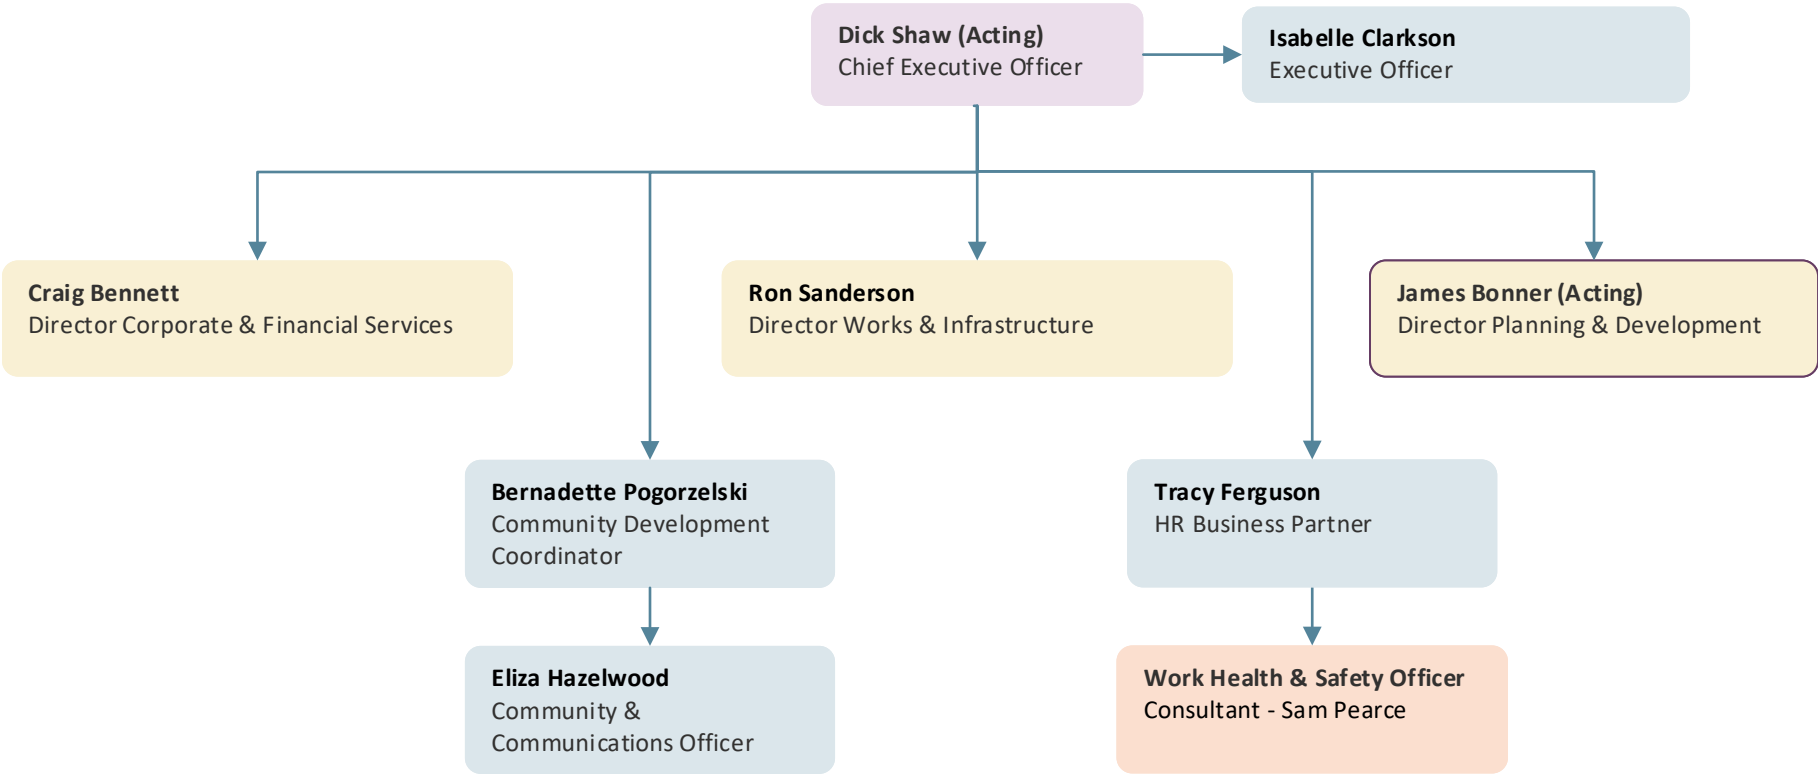 Dick Shaw (Acting)
Chief Executive Officer
Isabelle Clarkson
Executive Officer
Craig Bennett
Director Corporate & Financial Services
Ron Sanderson
Director Works & Infrastructure
James Bonner (Acting)
Director Planning & Development
Bernadette Pogorzelski
Community Development
Coordinator
Tracy Ferguson
HR Business Partner
Eliza Hazelwood
Community &
Communications Officer
Work Health & Safety Officer
Consultant - Sam Pearce